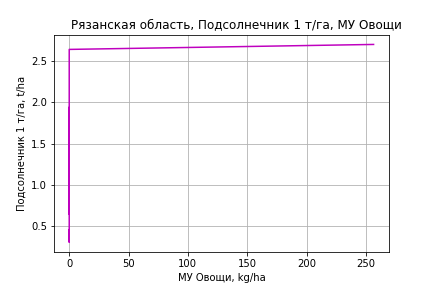 Рязанская область, Подсолнечник 1 т/га, МУ Овощи
2.5
2.0
1.5
1.0
0.5
Подсолнечник 1 т/га, t/ha
0 50 100 150 200 250
МУ Овощи, kg/ha